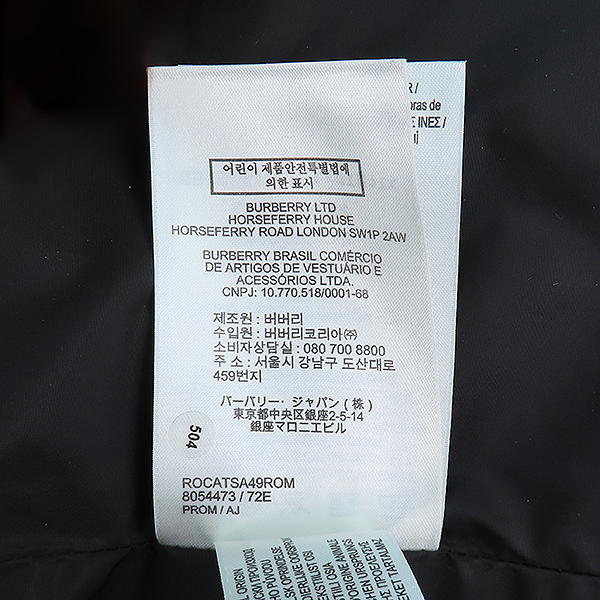 어린이 제품안전특별법에
의한 표시
BURBERRY LTD
HORSEFERRY HOUSE
HORSEFERRY ROAD LONDON SW1P 2AW
BURBERRY BRASIL COMÉRCIO
DE ARTIGOS DE VESTUÁRIO E
ACESSÓRIOS LTDA.
CNPJ: 10.770.518/0001-68
제조원 : 버버리
수입원 : 버버리코리아㈜
소비자상담실 : 080 700 8800
주 소 : 서울시 강남구 도산대로
459번지
バーバリー・ジャパン ( 株 )
東京都中央区銀座2-5-14
銀座マロニエビル
504
ROCATSA49ROM
8054473 / 72E
PROM / AJ
R /
oras de
ΙΝΕΣ /
ORIGIN